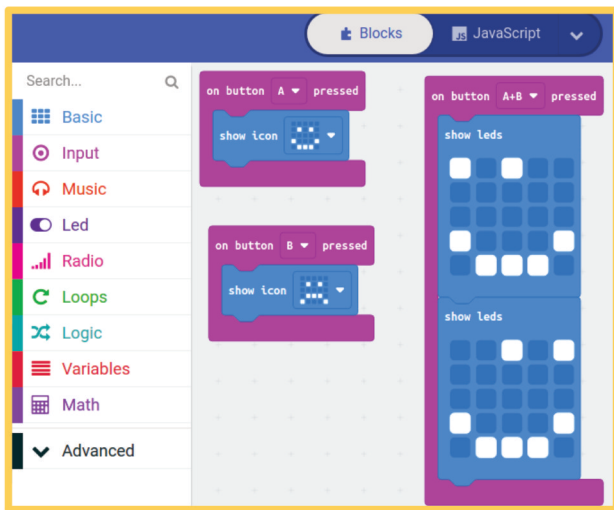 Blocks
JS JavaScript
Search...
Basic
Input
Music
Led
Radio
Loops
Logic
Variables
Math
Advanced
on button A pressed
show icon
on button B pressed
show icon
on button A+B pressed
show leds
show leds